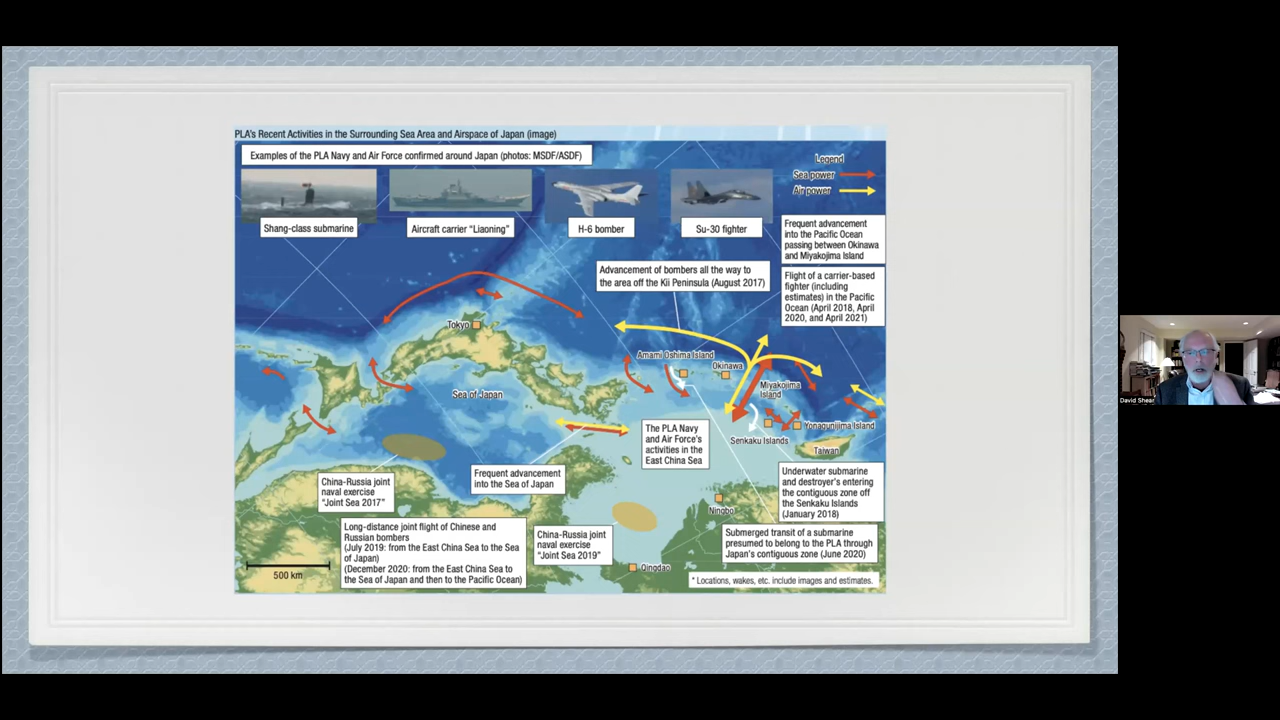 PLA's Recent Activities in the Surrounding Sea Area and Airspace of Japan (image)
Examples of the PLA Navy and Air Force confirmed around Japan (photos: MSDF/ASDF)
Legend
Sea power
Air power
Shang-class submarine
Aircraft carrier "Liaoning"
H-6 bomber
Su-30 fighter
Frequent advancement
into the Pacific Ocean
passing between Okinawa
and Miyakojima Island
Advancement of bombers all the way to
the area off the Kii Peninsula (August 2017)
Flight of a carrier-based
fighter (including
estimates) in the Pacific
Ocean (April 2018, April
2020, and April 2021)
Tokyo
Amami Oshima Island
Okinawa
Miyakojima
Island
Sea of Japan
Yonagunijima Island
Senkaku Islands
Taiwan
The PLA Navy
and Air Force's
activities in the
East China Sea
Frequent advancement
into the Sea of Japan
China-Russia joint
naval exercise
"Joint Sea 2017"
Underwater submarine
and destroyer's entering
the contiguous zone off
the Senkaku Islands
(January 2018)
Ningbo
Long-distance joint flight of Chinese and
Russian bombers
(July 2019: from the East China Sea to the Sea
of Japan)
(December 2020: from the East China Sea to
the Sea of Japan and then to the Pacific Ocean)
China-Russia joint
naval exercise
"Joint Sea 2019"
Submerged transit of a submarine
presumed to belong to the PLA through
Japan's contiguous zone (June 2020)
Qingdao
500 km
* Locations, wakes, etc. include images and estimates.
David Shear